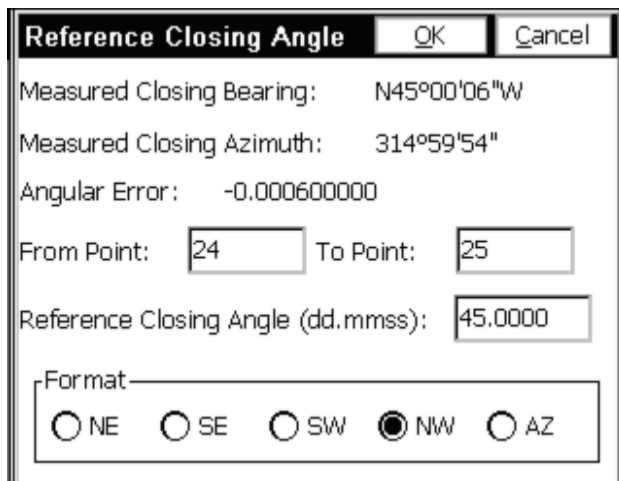 Reference Closing Angle OK Cancel
Measured Closing Bearing: N45º00'06"W
Measured Closing Azimuth: 314º59'54"
Angular Error: -0.000600000
From Point: 24 To Point: 25
Reference Closing Angle (dd.mmss): 45.0000
Format
NE SE SW NW AZ